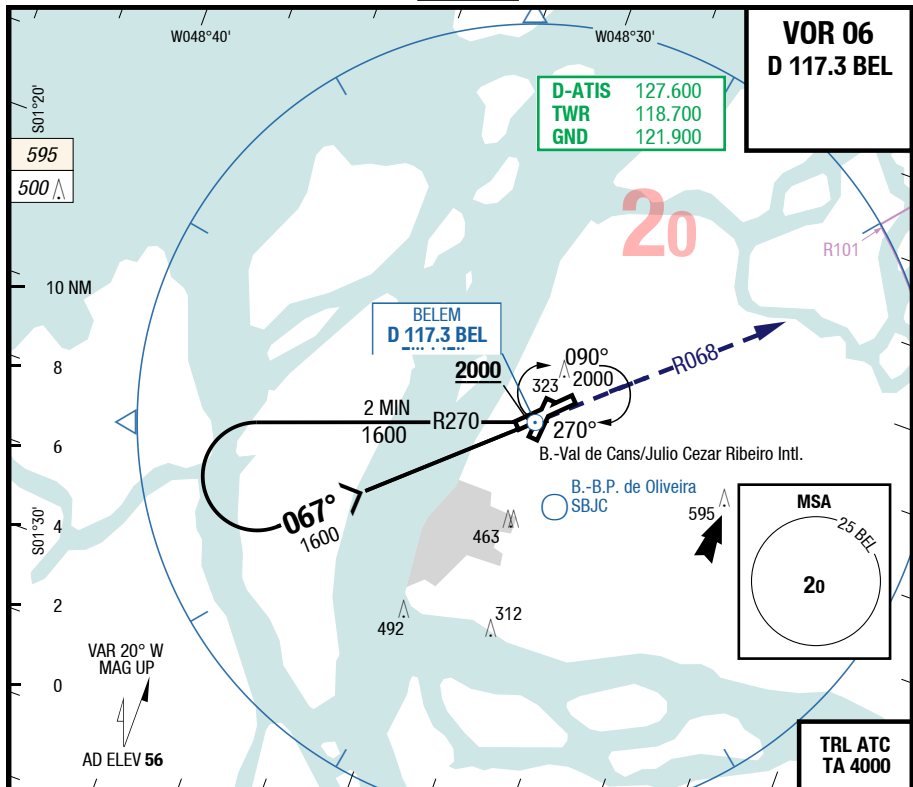 W048°40'
W048°30'
VOR 06
D 117.3 BEL
D-ATIS 127.600
TWR 118.700
GND 121.900
S01°20'
595
500
20
R101
10 NM
BELEM
D 117.3 BEL
8
2000
090°
323
2000
R068
2 MIN
R270
1600
270°
6
B.-Val de Cans/Julio Cezar Ribeiro Intl.
B.-B.P. de Oliveira
SBJC
067°
1600
S01°30'
4
463
595
MSA
25 BEL
20
2
492
312
VAR 20° W
MAG UP
0
AD ELEV 56
TRL ATC
TA 4000